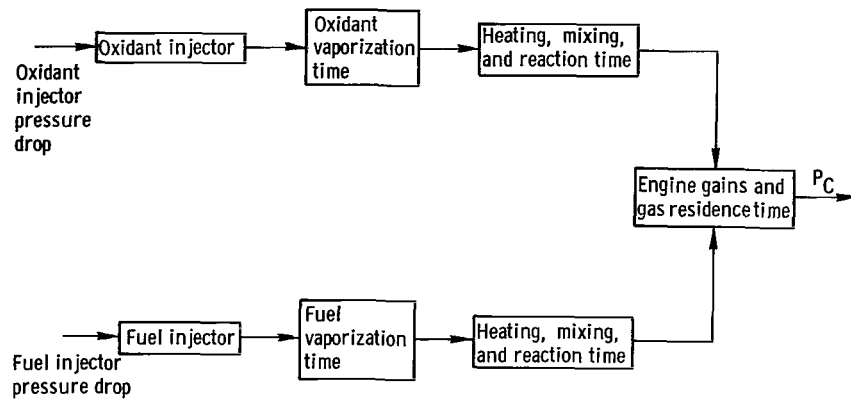 Oxidant injector
Oxidant
vaporization
time
Heating, mixing,
and reaction time
Oxidant
injector
pressure
drop
Engine gains and
gas residence time
PC
Fuel injector
Fuel
vaporization
time
Heating, mixing,
and reaction time
Fuel injector
pressure drop